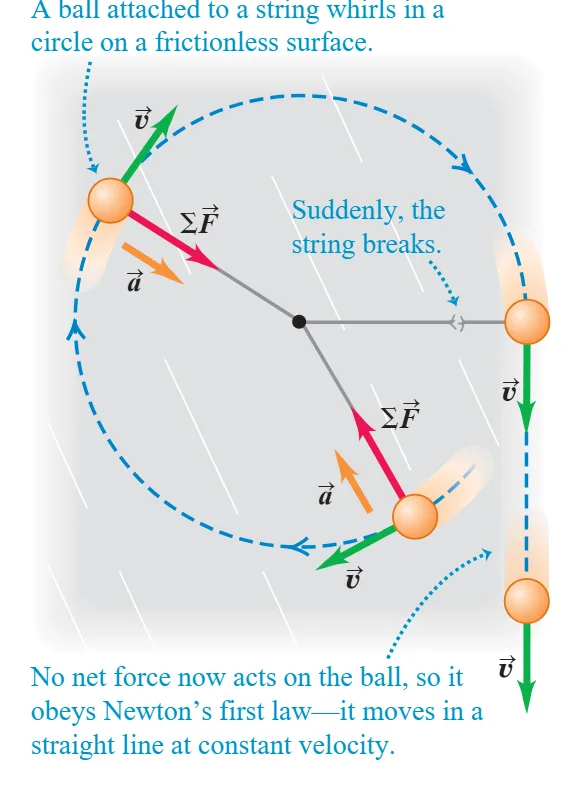 A ball attached to a string whirls in a
circle on a frictionless surface.
v⃗
ΣF⃗
a⃗
Suddenly, the
string breaks.
v⃗
ΣF⃗
a⃗
v⃗
v⃗
No net force now acts on the ball, so it
obeys Newton’s first law—it moves in a
straight line at constant velocity.